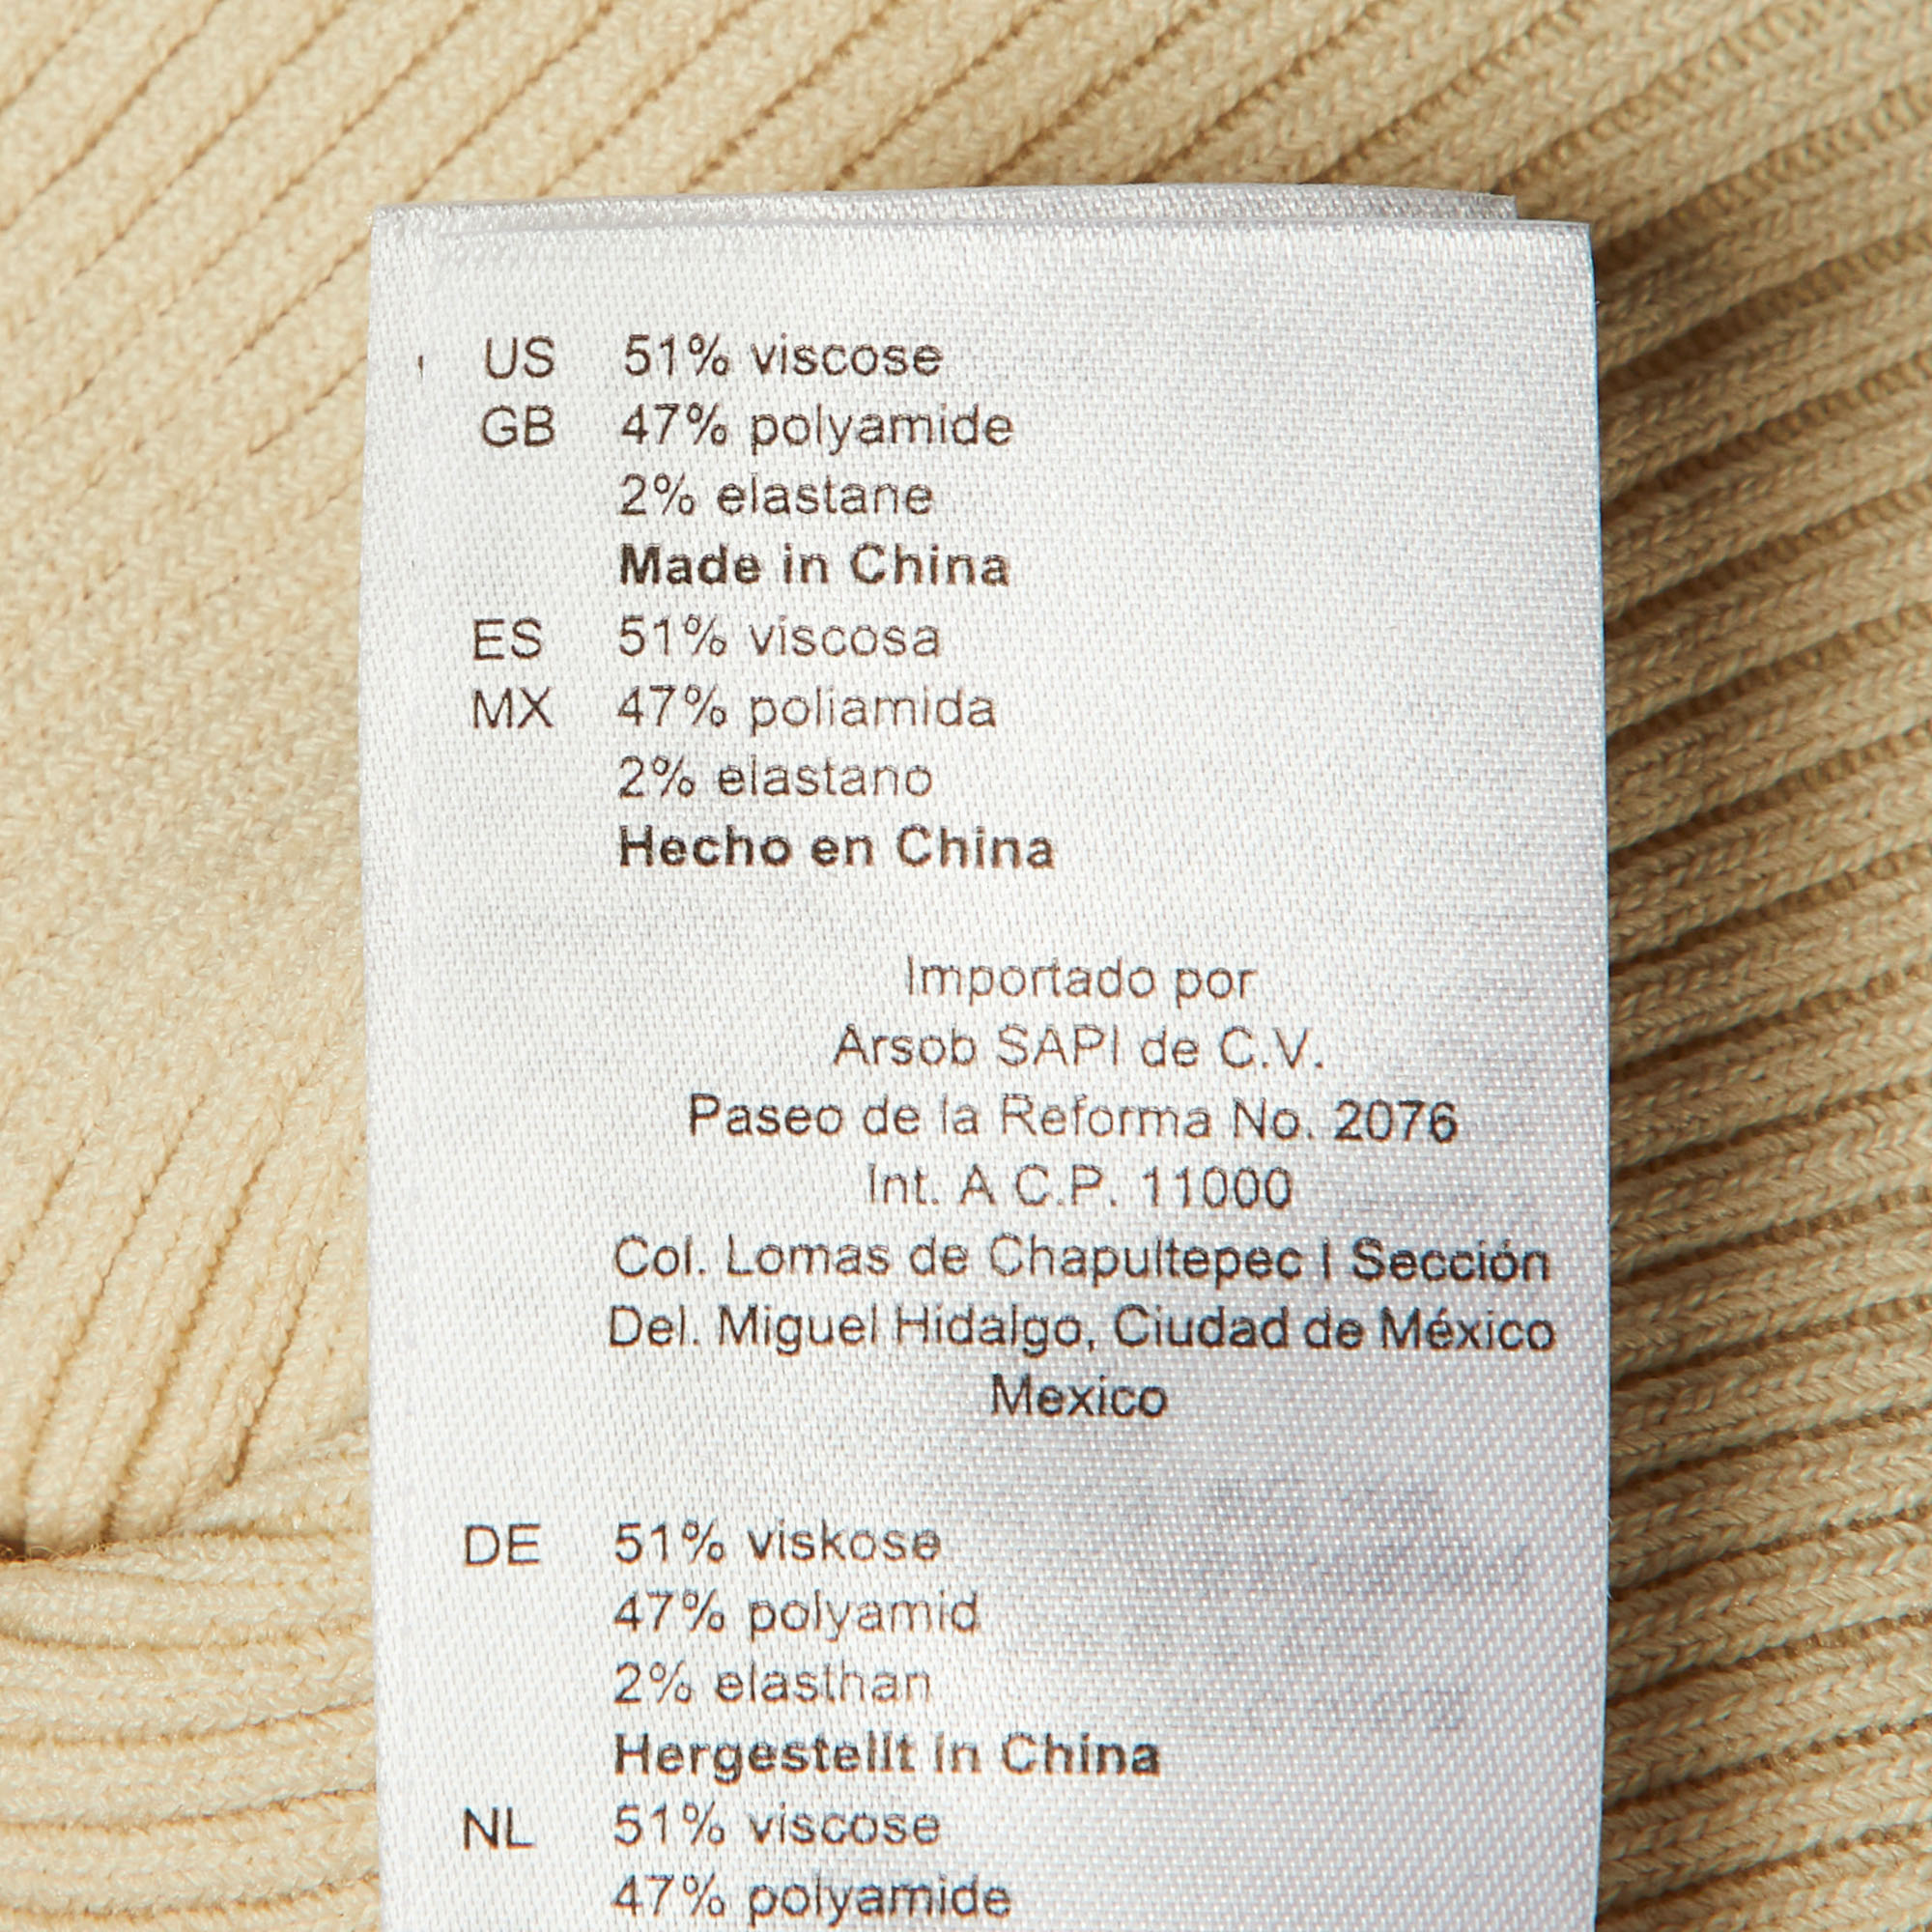 US 51% viscose
GB 47% polyamide
2% elastane
Made in China
ES 51% viscosa
MX 47% poliamida
2% elastano
Hecho en China
Importado por
Arsob SAPI de C.V.
Paseo de la Reforma No. 2076
Int. A C.P. 11000
Col. Lomas de Chapultepec I Sección
Del. Miguel Hidalgo, Ciudad de México
Mexico
DE 51% viskose
47% polyamid
2% elasthan
Hergestellt in China
NL 51% viscose
47% polyamide